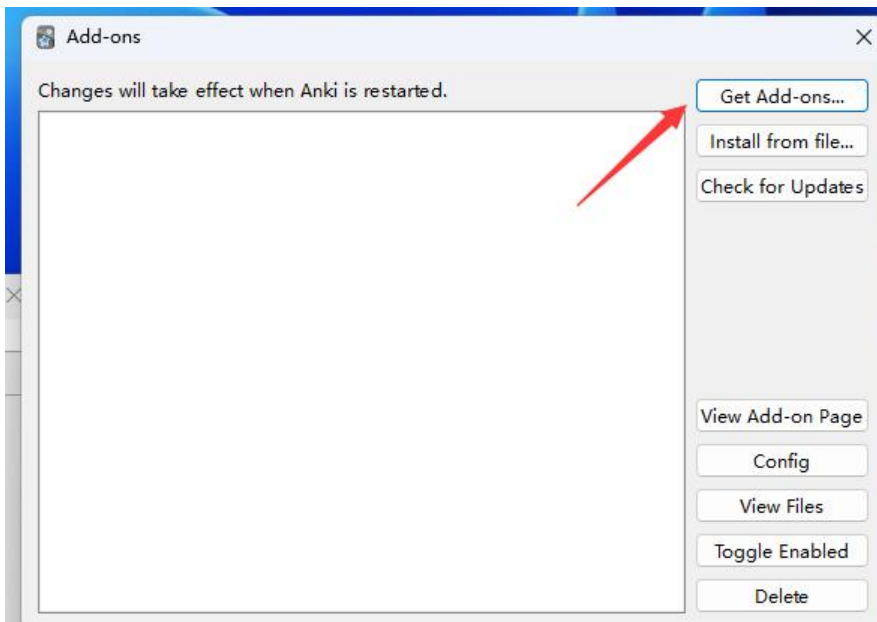 Add-ons
Changes will take effect when Anki is restarted.
Get Add-ons...
Install from file...
Check for Updates
View Add-on Page
Config
View Files
Toggle Enabled
Delete